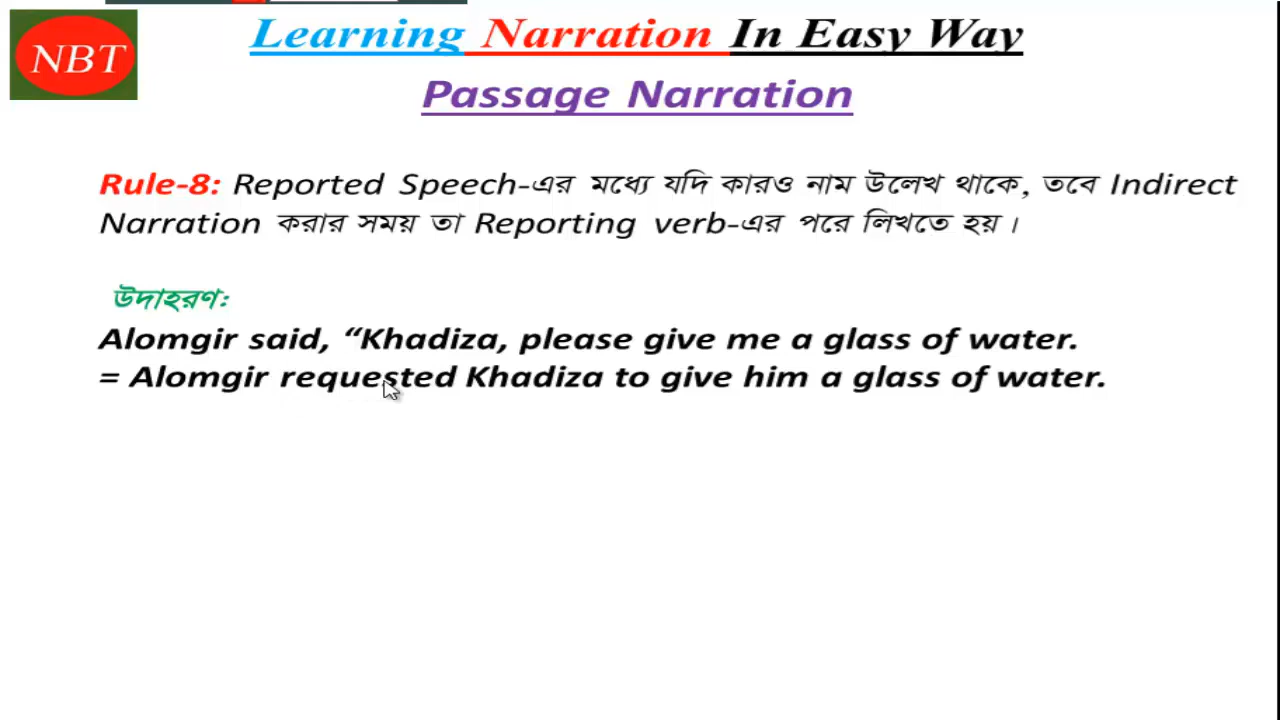 NBT
Learning Narration In Easy Way
Passage Narration
Rule-8: Reported Speech-এর মধ্যে যদি কারও নাম উলেখ থাকে, তবে Indirect
Narration করার সময় তা Reporting verb-এর পরে লিখতে হয়।
উদাহরণ:
Alomgir said, “Khadiza, please give me a glass of water.
= Alomgir requested Khadiza to give him a glass of water.